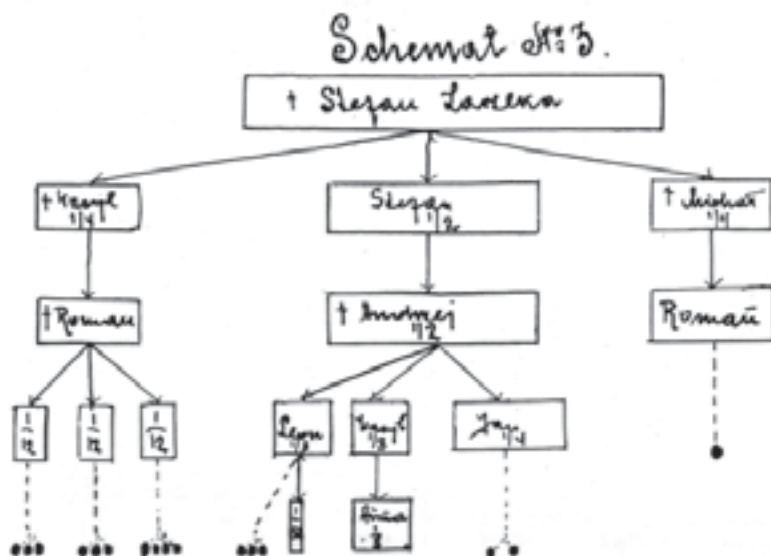 Schemat №3.
† Stefan Laweka
† Wasyl
1/4
Stefan
1/2
† Michał
1/4
† Roman
† Andrzej
1/2
Roman
1/12
1/12
1/12
Leon
Wasyl
1/8
Jan
1/4